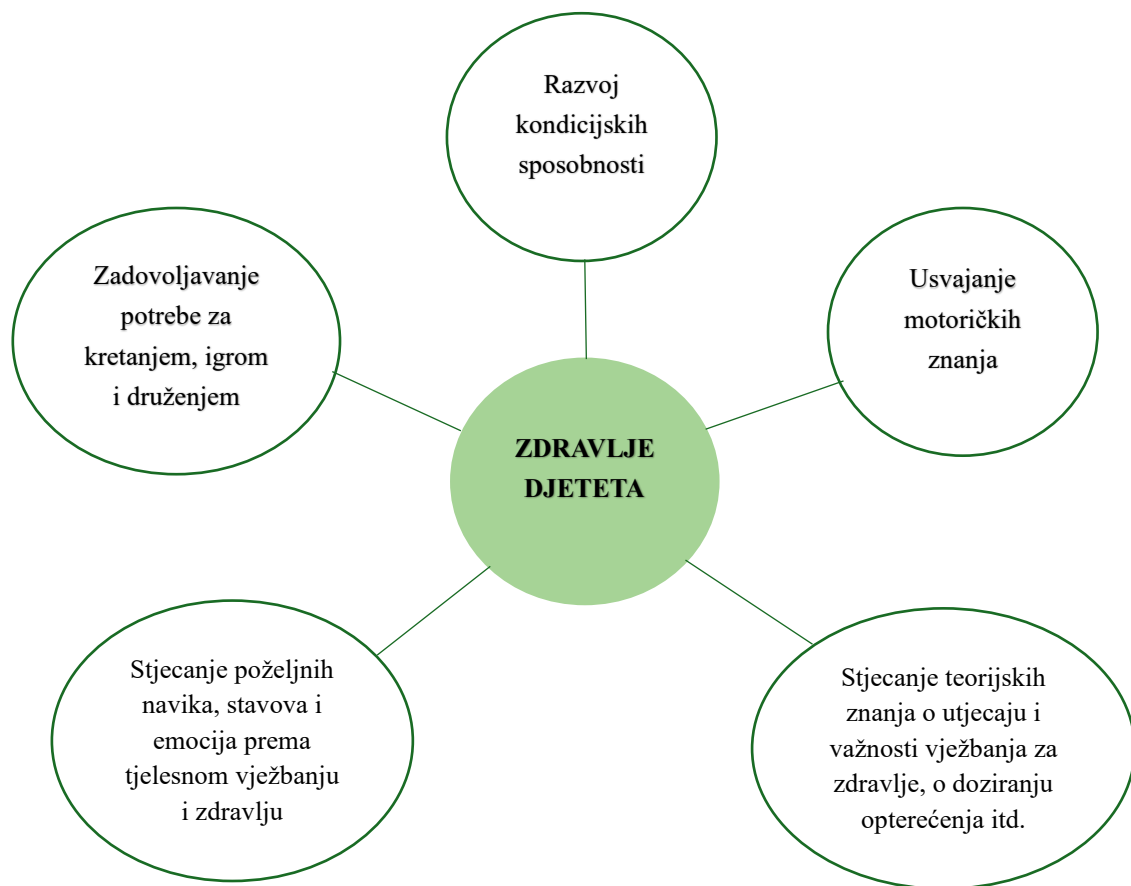 Razvoj
kondicijskih
sposobnosti
Zadovoljavanje
potrebe za
kretanjem, igrom
i druženjem
Usvajanje
motoričkih
znanja
ZDRAVLJE
DJETETA
Stjecanje poželjnih
navika, stavova i
emocija prema
tjelesnom vježbanju
i zdravlju
Stjecanje teorijskih
znanja o utjecaju i
važnosti vježbanja za
zdravlje, o doziranju
opterećenja itd.